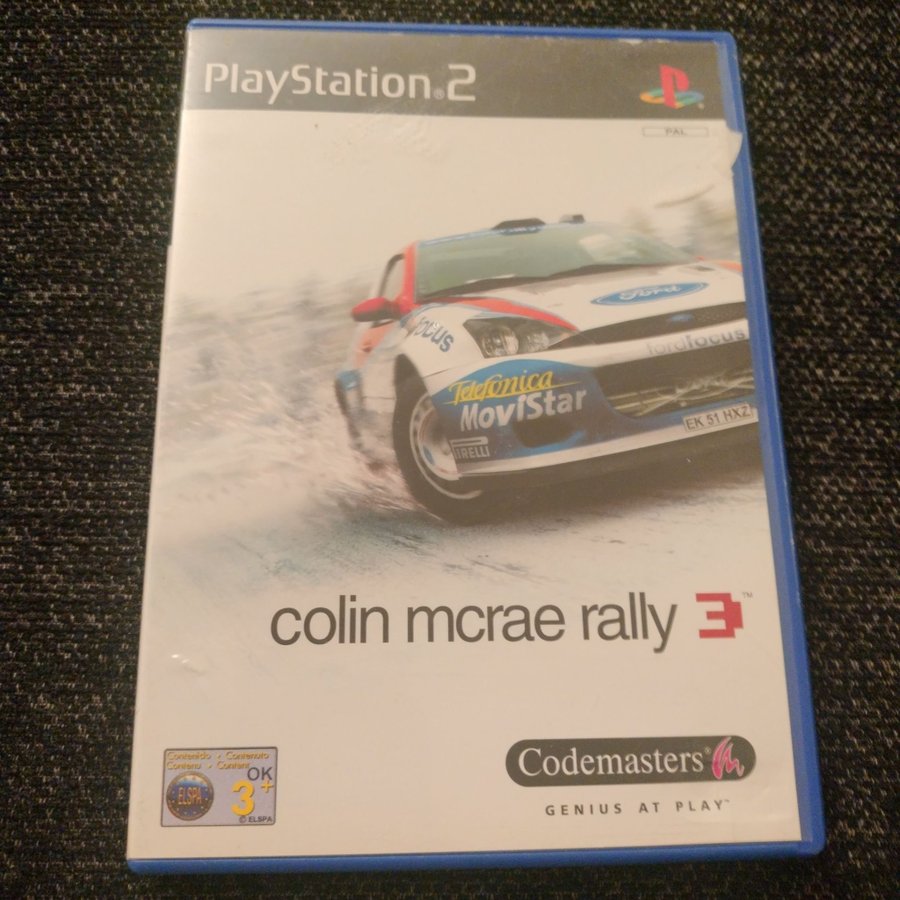 PlayStation®2
PAL
Ford
focus
fordfocus
Telefonica
MoviStar
EK 51 HXZ
PIRELLI
colin mcrae rally 3™
Contenido • Contenuto
Contenu • Content
OK
ELSPA
3+
© ELSPA
Codemasters®
GENIUS AT PLAY™